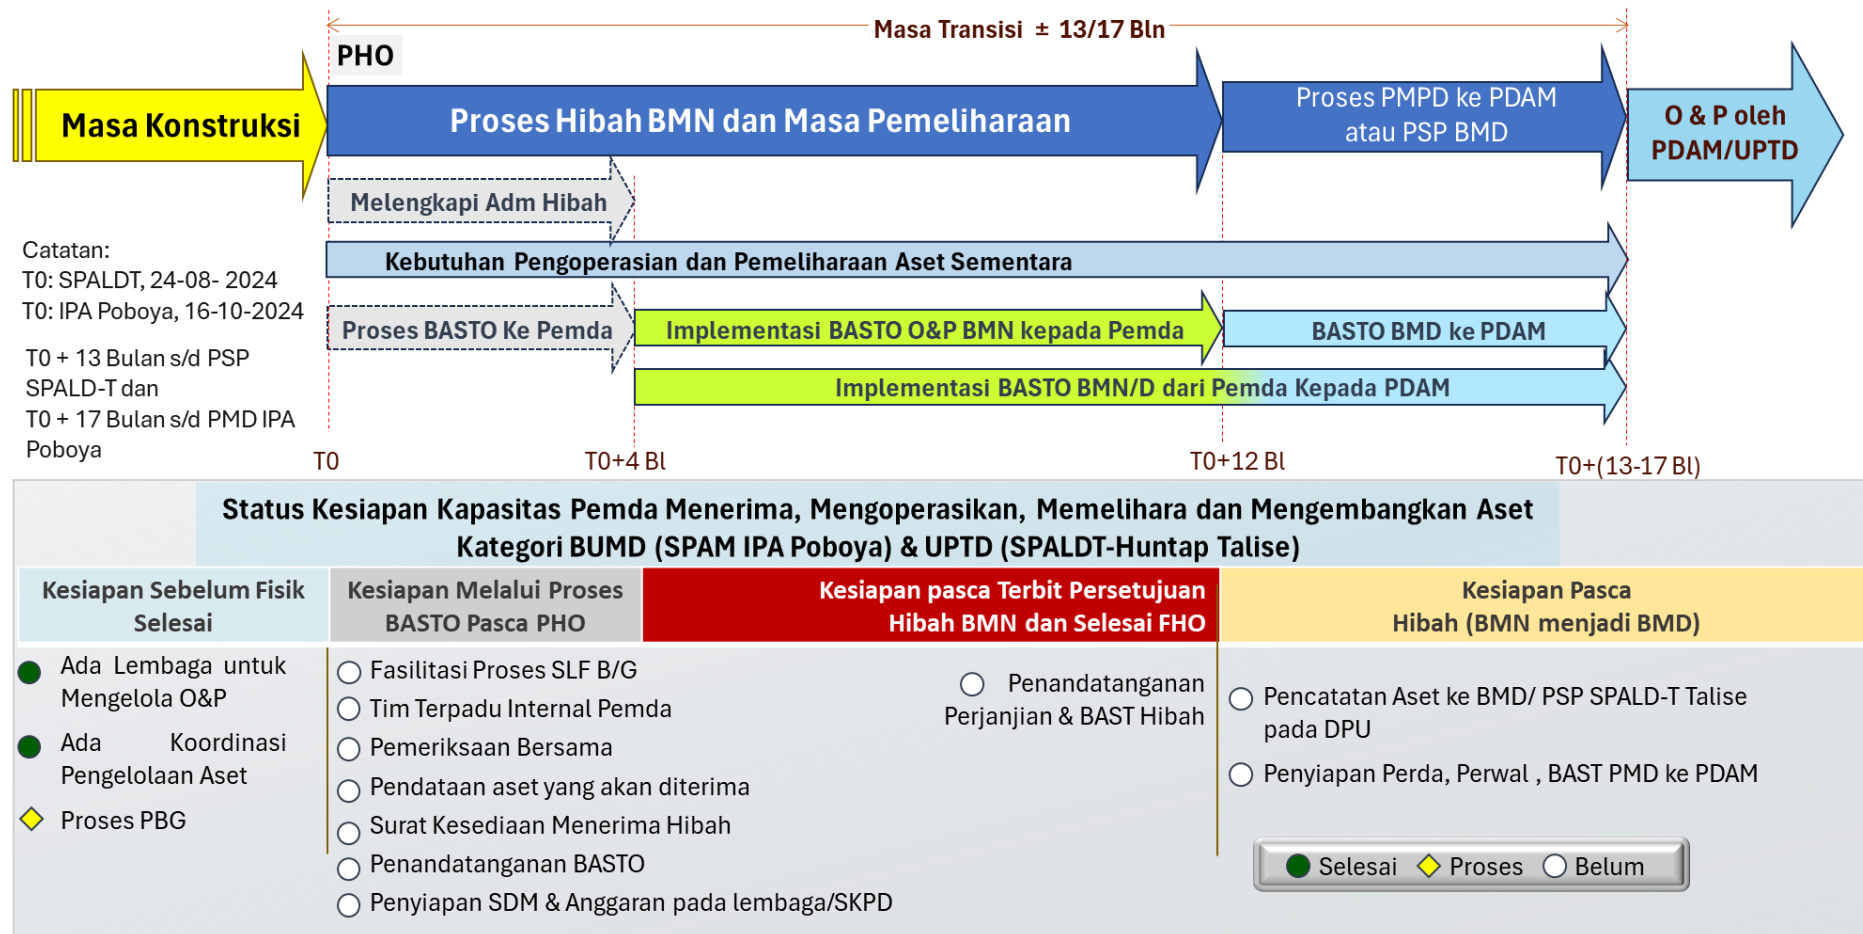 Masa Transisi ± 13/17 Bln
PHO
Masa Konstruksi
Proses Hibah BMN dan Masa Pemeliharaan
Proses PMPD ke PDAM
atau PSP BMD
O & P oleh
PDAM/UPTD
Melengkapi Adm Hibah
Catatan:
T0: SPALDT, 24-08- 2024
T0: IPA Poboya, 16-10-2024
T0 + 13 Bulan s/d PSP
SPALD-T dan
T0 + 17 Bulan s/d PMD IPA
Poboya
Kebutuhan Pengoperasian dan Pemeliharaan Aset Sementara
Proses BASTO Ke Pemda
Implementasi BASTO O&P BMN kepada Pemda
BASTO BMD ke PDAM
Implementasi BASTO BMN/D dari Pemda Kepada PDAM
T0
T0+4 Bl
T0+12 Bl
T0+(13-17 Bl)
Status Kesiapan Kapasitas Pemda Menerima, Mengoperasikan, Memelihara dan Mengembangkan Aset
Kategori BUMD (SPAM IPA Poboya) & UPTD (SPALDT-Huntap Talise)
Kesiapan Sebelum Fisik
Selesai
Kesiapan Melalui Proses
BASTO Pasca PHO
Kesiapan pasca Terbit Persetujuan
Hibah BMN dan Selesai FHO
Kesiapan Pasca
Hibah (BMN menjadi BMD)
Ada Lembaga untuk
Mengelola O&P
Ada Koordinasi
Pengelolaan Aset
Proses PBG
Fasilitasi Proses SLF B/G
Tim Terpadu Internal Pemda
Pemeriksaan Bersama
Pendataan aset yang akan diterima
Surat Kesediaan Menerima Hibah
Penandatanganan BASTO
Penyiapan SDM & Anggaran pada lembaga/SKPD
Penandatanganan
Perjanjian & BAST Hibah
Pencatatan Aset ke BMD/ PSP SPALD-T Talise
pada DPU
Penyiapan Perda, Perwal , BAST PMD ke PDAM
Selesai
Proses
Belum